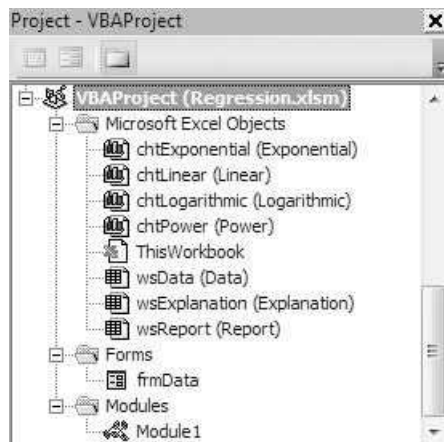 Project - VBAProject
VBAProject (Regression.xlsm)
Microsoft Excel Objects
chtExponential (Exponential)
chtLinear (Linear)
chtLogarithmic (Logarithmic)
chtPower (Power)
ThisWorkbook
wsData (Data)
wsExplanation (Explanation)
wsReport (Report)
Forms
frmData
Modules
Module1